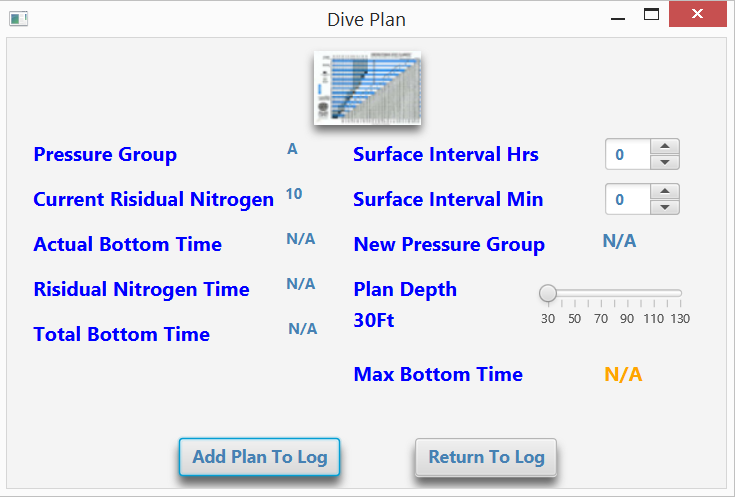 Dive Plan
Pressure Group A
Current Risidual Nitrogen 10
Actual Bottom Time N/A
Risidual Nitrogen Time N/A
Total Bottom Time N/A
Surface Interval Hrs 0
Surface Interval Min 0
New Pressure Group N/A
Plan Depth
30Ft
30 50 70 90 110 130
Max Bottom Time N/A
Add Plan To Log
Return To Log